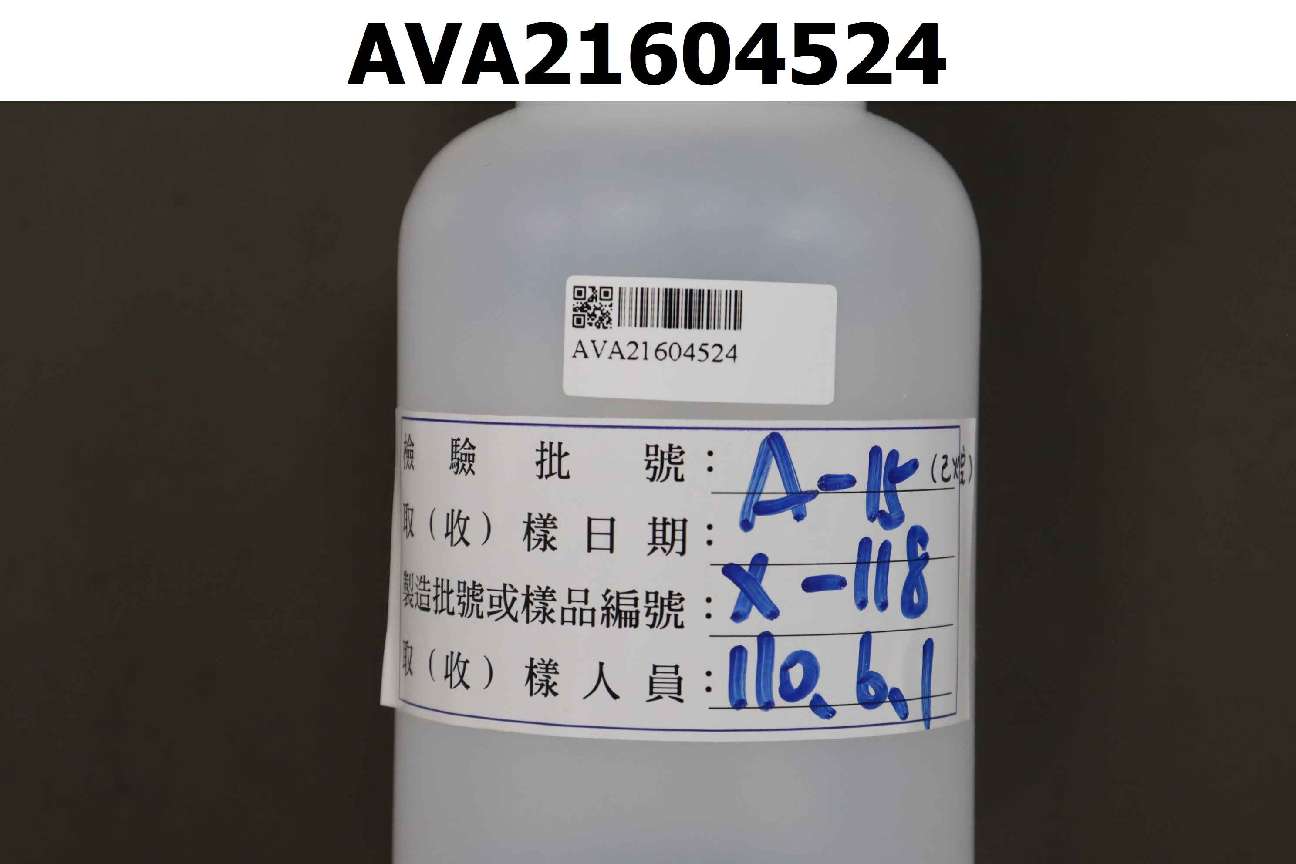 AVA21604524
AVA21604524
檢驗批號：A-15
取（收）樣日期：
製造批號或樣品編號：X-118
取（收）樣人員：110、6、1